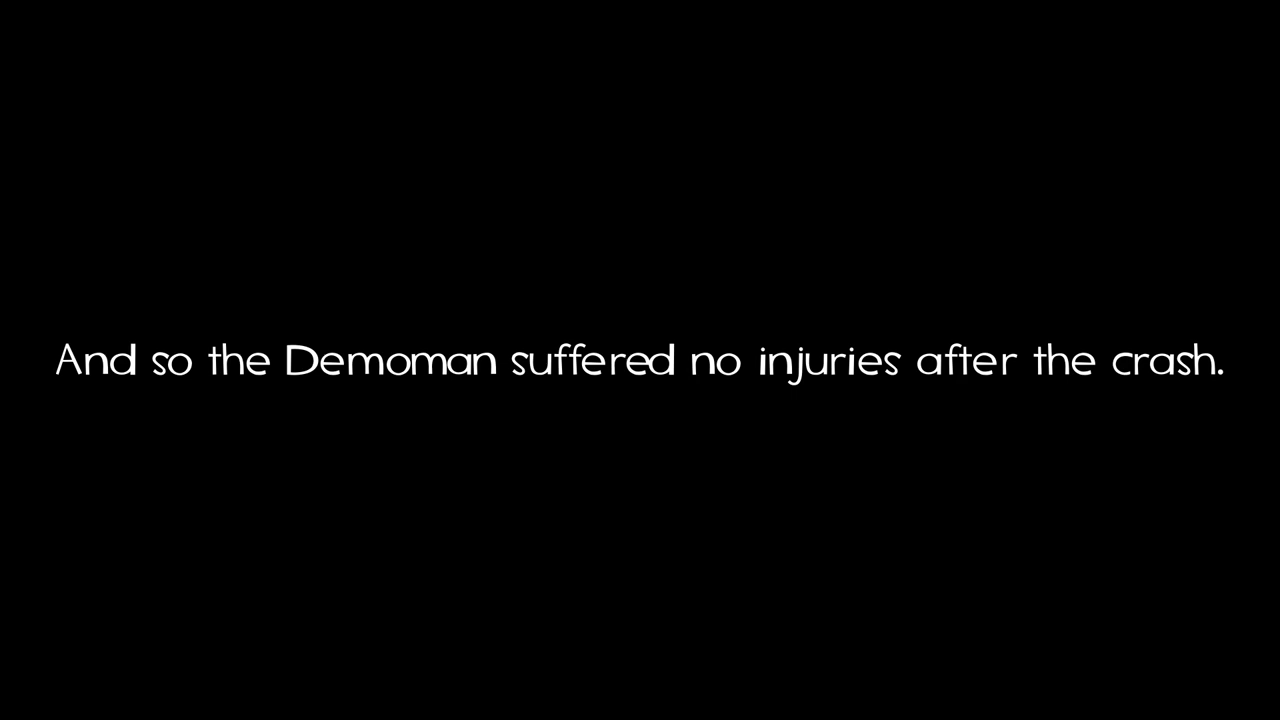 And so the Demoman suffered no injuries after the crash.